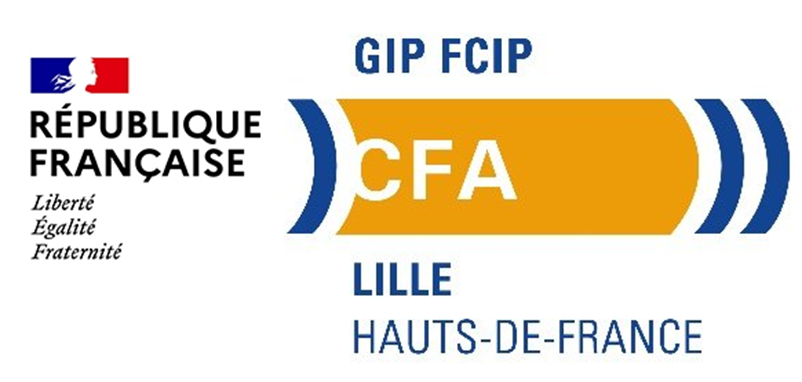 RÉPUBLIQUE
FRANÇAISE
Liberté
Égalité
Fraternité
GIP FCIP
CFA
LILLE
HAUTS-DE-FRANCE